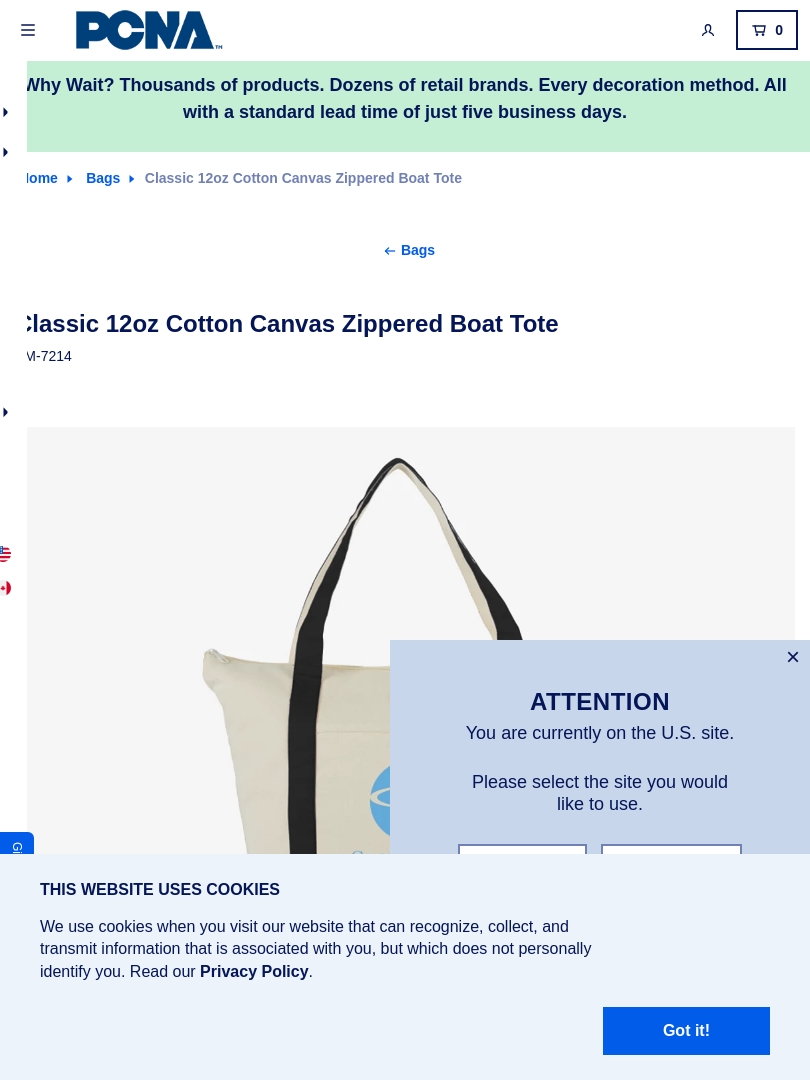 PCNA
0
Why Wait? Thousands of products. Dozens of retail brands. Every decoration method. All
with a standard lead time of just five business days.
Home Bags Classic 12oz Cotton Canvas Zippered Boat Tote
Bags
Classic 12oz Cotton Canvas Zippered Boat Tote
M-7214
ATTENTION
You are currently on the U.S. site.
Please select the site you would
like to use.
THIS WEBSITE USES COOKIES
We use cookies when you visit our website that can recognize, collect, and
transmit information that is associated with you, but which does not personally
identify you. Read our Privacy Policy.
Got it!